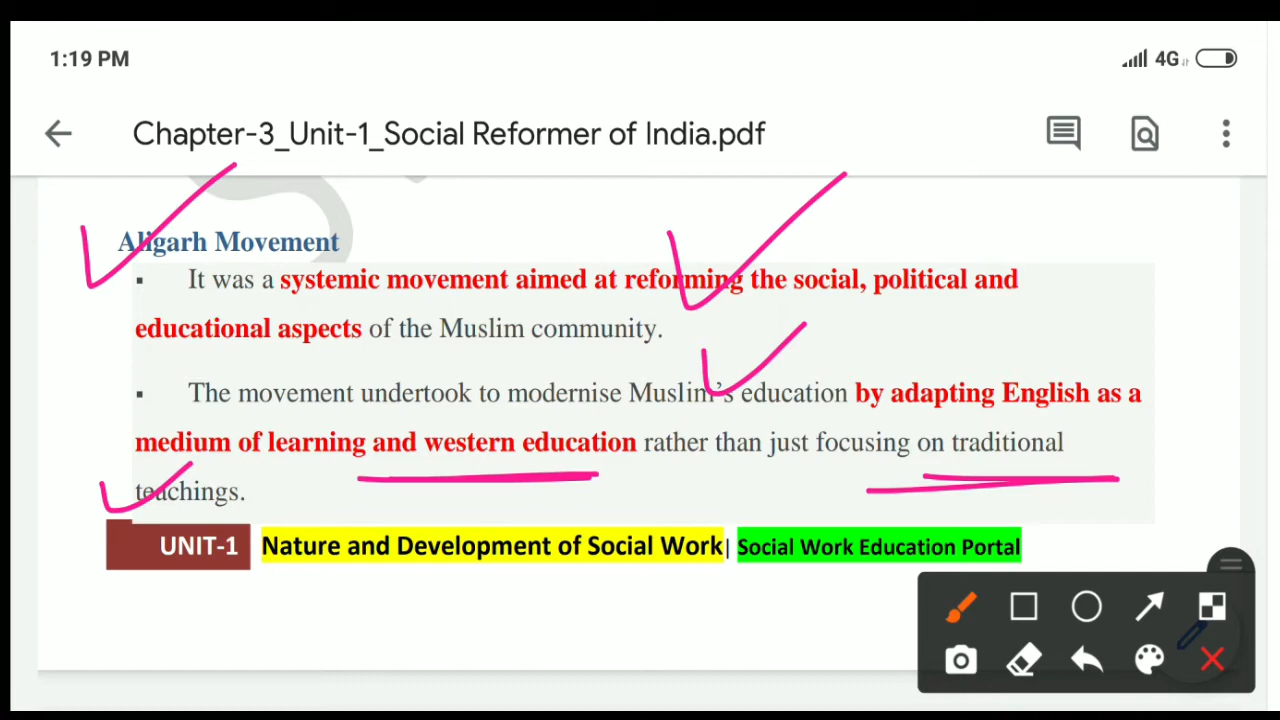 1:19 PM
4G
Chapter-3_Unit-1_Social Reformer of India.pdf
Aligarh Movement
▪ It was a systemic movement aimed at reforming the social, political and
educational aspects of the Muslim community.
▪ The movement undertook to modernise Muslim’s education by adapting English as a
medium of learning and western education rather than just focusing on traditional
teachings.
UNIT-1 Nature and Development of Social Work| Social Work Education Portal